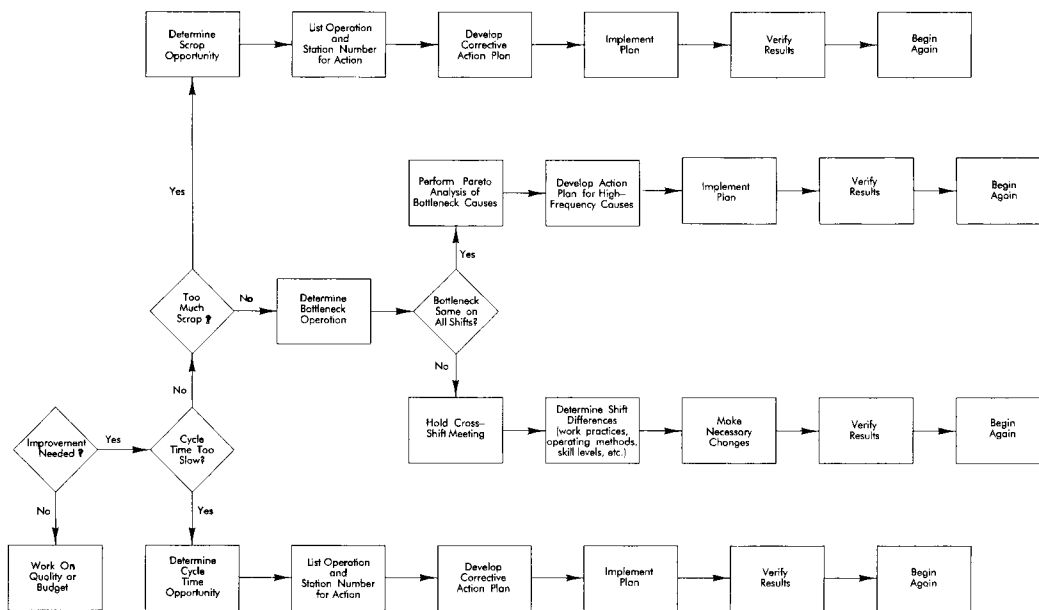 Determine
Scrap
Opportunity
List Operation
and
Station Number
for Action
Develop
Corrective
Action Plan
Implement
Plan
Verify
Results
Begin
Again
Yes
Perform Pareto
Analysis of
Bottleneck Causes
Develop Action
Plan for High–
Frequency Causes
Implement
Plan
Verify
Results
Begin
Again
Yes
Too
Much
Scrap ?
No
Determine
Bottleneck
Operation
Bottleneck
Same on
All Shifts?
No
No
Hold Cross–
Shift Meeting
Determine Shift
Differences
(work practices,
operating methods,
skill levels, etc.)
Make
Necessary
Changes
Verify
Results
Begin
Again
Improvement
Needed ?
Yes
Cycle
Time Too
Slow?
No
Yes
Work On
Quality or
Budget
Determine
Cycle
Time
Opportunity
List Operation
and
Station Number
for Action
Develop
Corrective
Action Plan
Implement
Plan
Verify
Results
Begin
Again